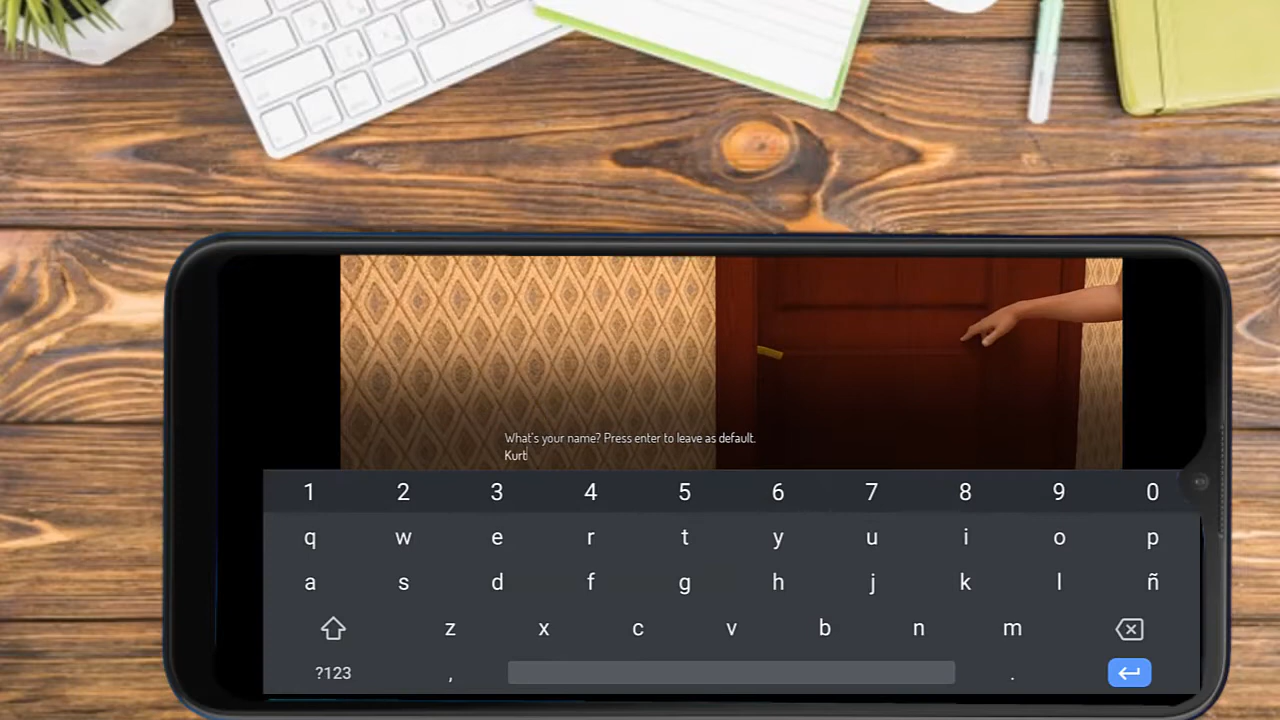 What's your name? Press enter to leave as default.
Kurt
1 2 3 4 5 6 7 8 9 0
q w e r t y u i o p
a s d f g h j k l ñ
z x c v b n m
?123 , .